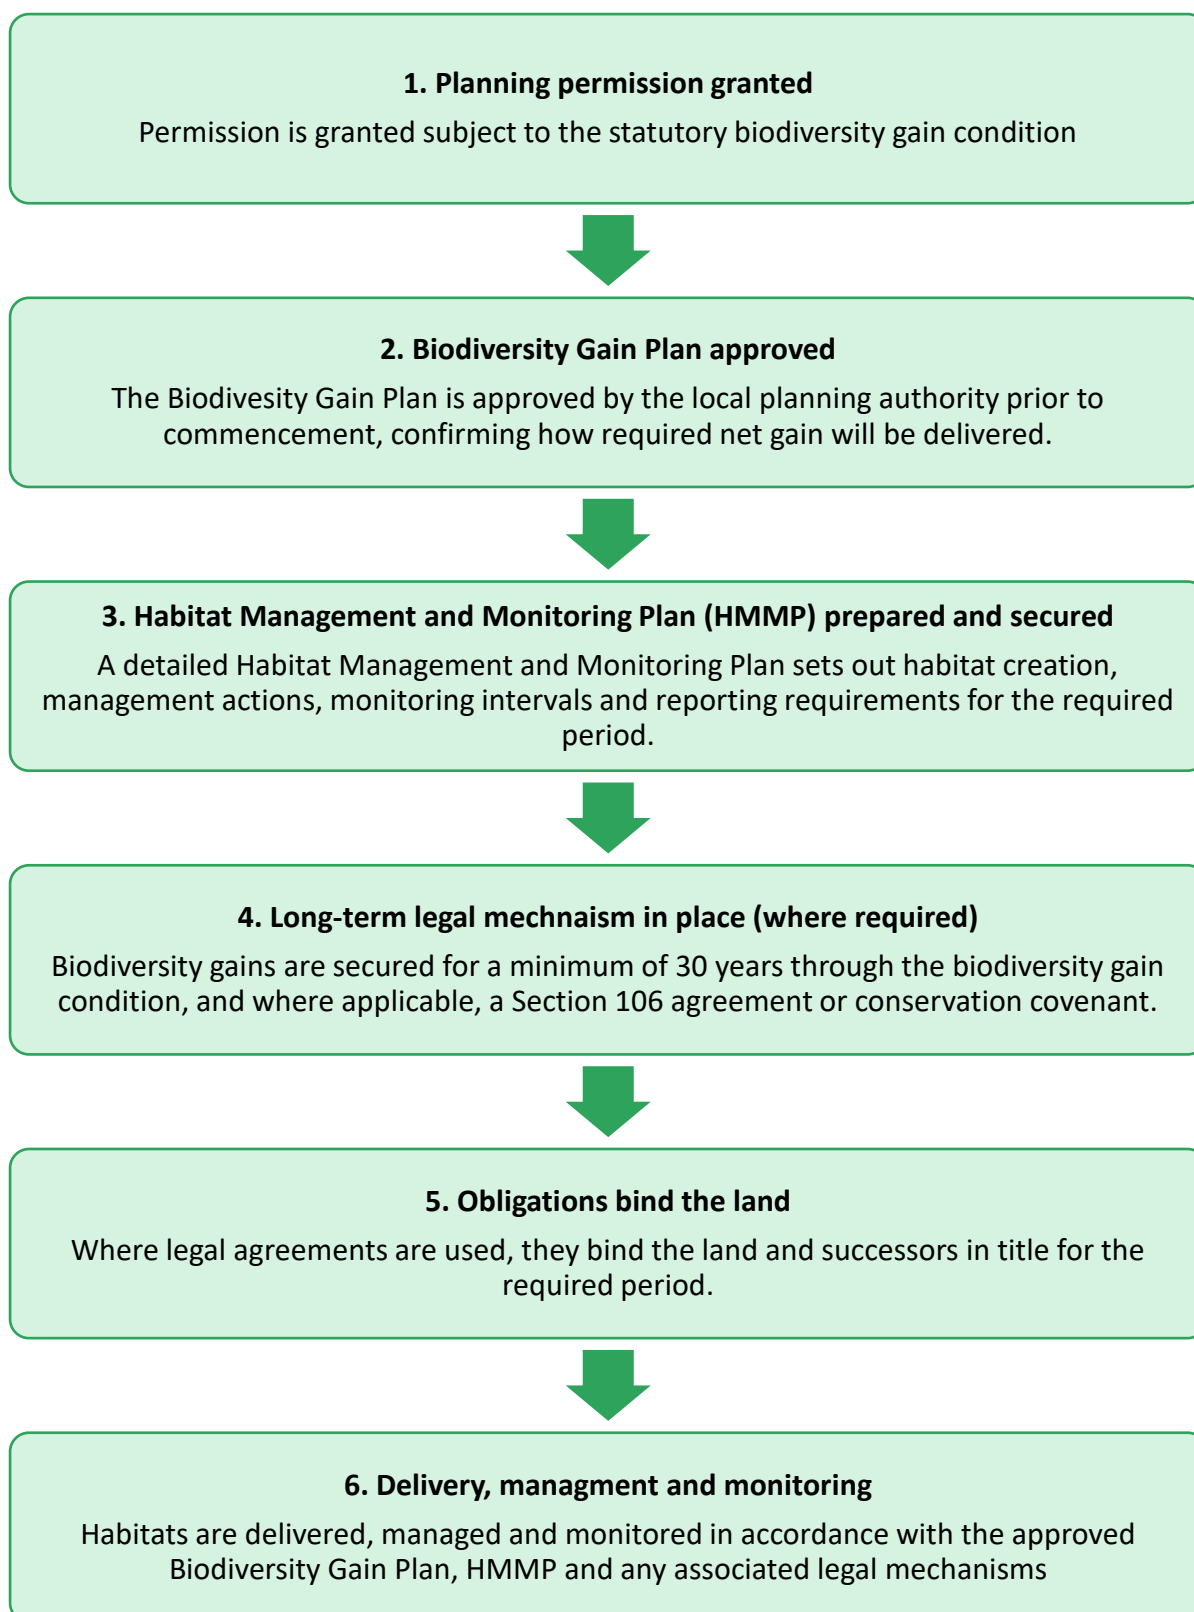 1. Planning permission granted
Permission is granted subject to the statutory biodiversity gain condition
2. Biodiversity Gain Plan approved
The Biodivesity Gain Plan is approved by the local planning authority prior to
commencement, confirming how required net gain will be delivered.
3. Habitat Management and Monitoring Plan (HMMP) prepared and secured
A detailed Habitat Management and Monitoring Plan sets out habitat creation,
management actions, monitoring intervals and reporting requirements for the required
period.
4. Long-term legal mechnaism in place (where required)
Biodiversity gains are secured for a minimum of 30 years through the biodiversity gain
condition, and where applicable, a Section 106 agreement or conservation covenant.
5. Obligations bind the land
Where legal agreements are used, they bind the land and successors in title for the
required period.
6. Delivery, managment and monitoring
Habitats are delivered, managed and monitored in accordance with the approved
Biodiversity Gain Plan, HMMP and any associated legal mechanisms